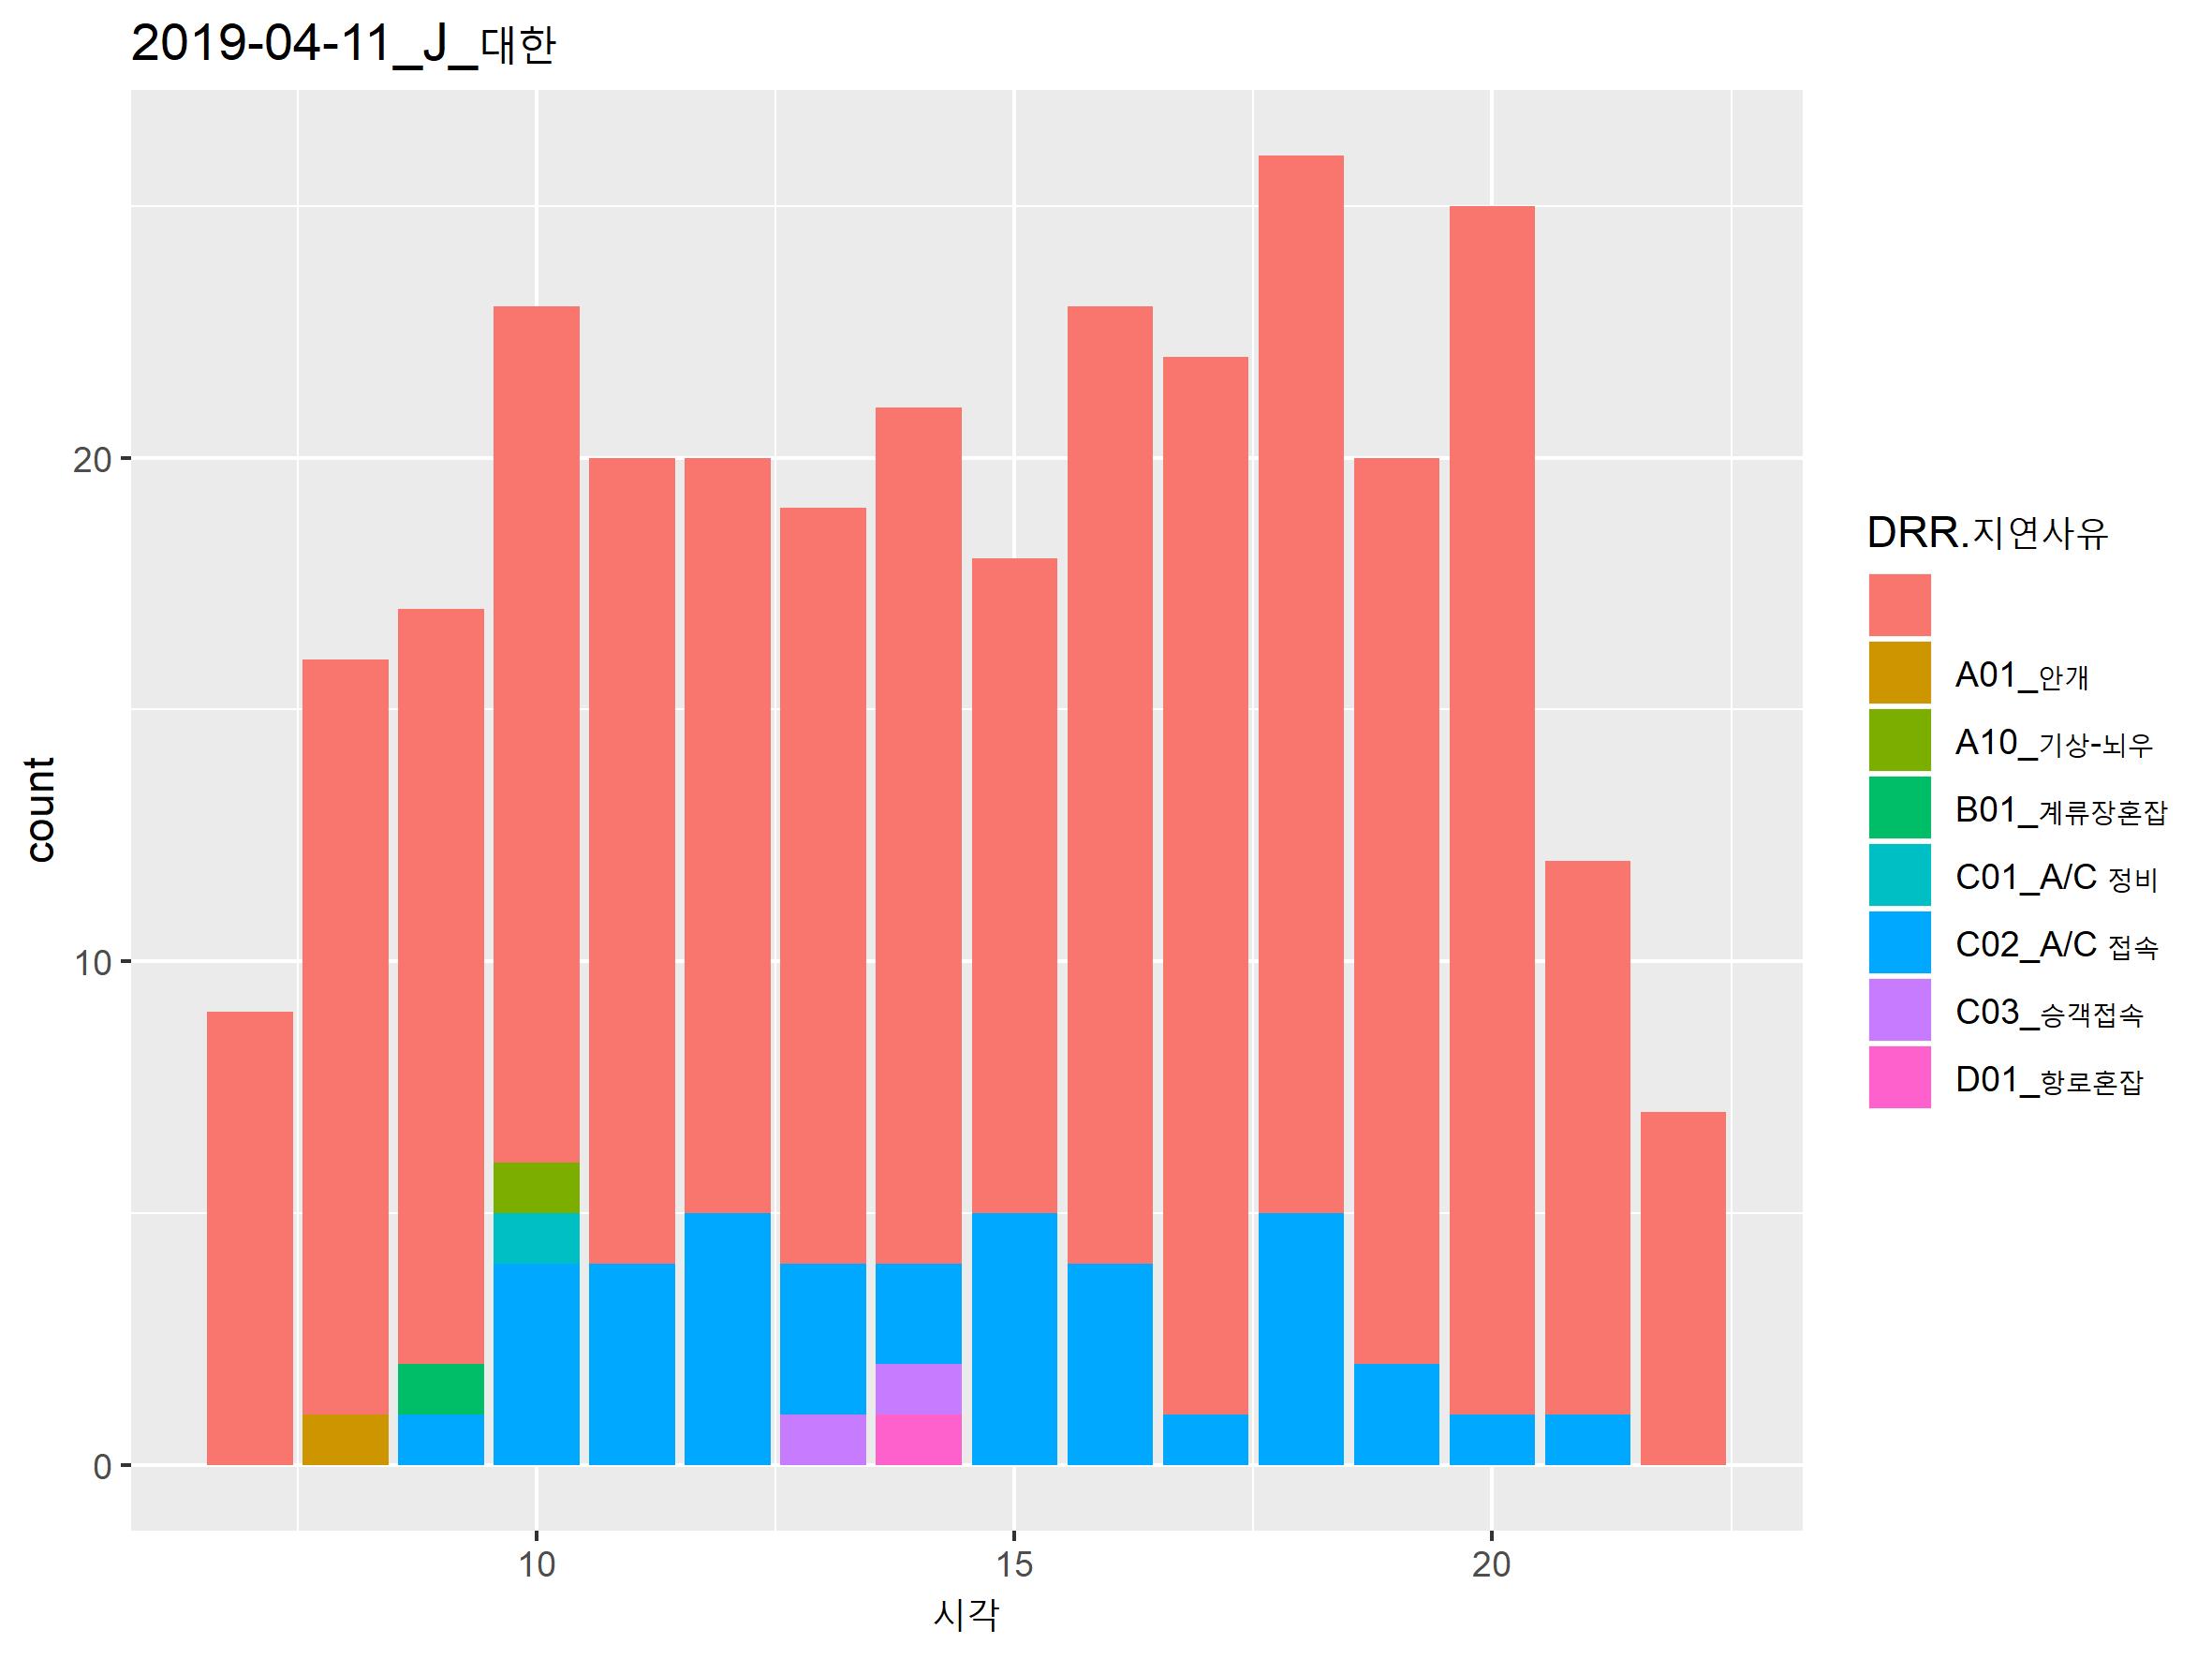 2019-04-11_J_대한
count
20
10
0
10
15
20
시각
DRR.지연사유
A01_안개
A10_기상-뇌우
B01_계류장혼잡
C01_A/C 정비
C02_A/C 접속
C03_승객접속
D01_항로혼잡